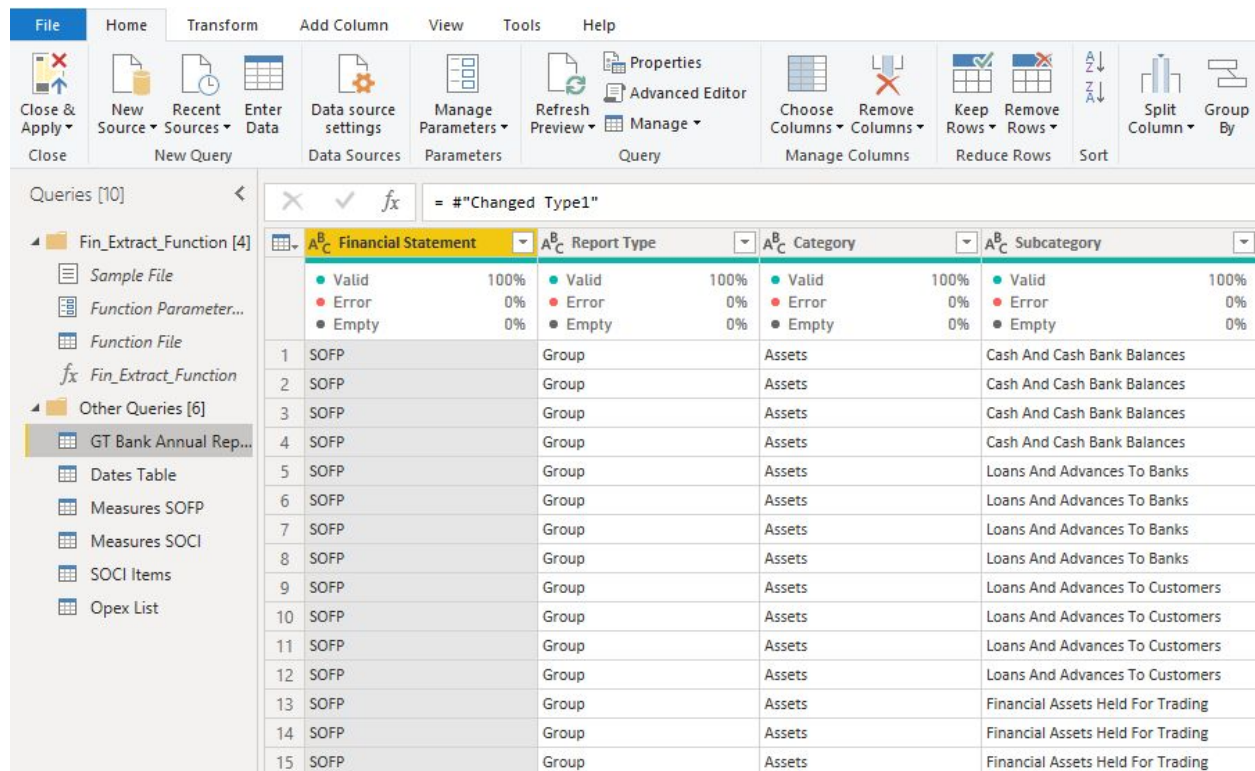 File Home Transform Add Column View Tools Help
Close & Apply New Source Recent Sources Enter Data Data source settings Manage Parameters Refresh Preview Properties Advanced Editor Manage Choose Columns Remove Columns Keep Rows Remove Rows Split Column Group By
Close New Query Data Sources Parameters Query Manage Columns Reduce Rows Sort
Queries [10] fx = #"Changed Type1"
Fin_Extract_Function [4]
Sample File
Function Parameter...
Function File
fx Fin_Extract_Function
Other Queries [6]
GT Bank Annual Rep...
Dates Table
Measures SOFP
Measures SOCI
SOCI Items
Opex List
ABC Financial Statement ABC Report Type ABC Category ABC Subcategory
Valid 100% Valid 100% Valid 100% Valid 100%
Error 0% Error 0% Error 0% Error 0%
Empty 0% Empty 0% Empty 0% Empty 0%
1 SOFP Group Assets Cash And Cash Bank Balances
2 SOFP Group Assets Cash And Cash Bank Balances
3 SOFP Group Assets Cash And Cash Bank Balances
4 SOFP Group Assets Cash And Cash Bank Balances
5 SOFP Group Assets Loans And Advances To Banks
6 SOFP Group Assets Loans And Advances To Banks
7 SOFP Group Assets Loans And Advances To Banks
8 SOFP Group Assets Loans And Advances To Banks
9 SOFP Group Assets Loans And Advances To Customers
10 SOFP Group Assets Loans And Advances To Customers
11 SOFP Group Assets Loans And Advances To Customers
12 SOFP Group Assets Loans And Advances To Customers
13 SOFP Group Assets Financial Assets Held For Trading
14 SOFP Group Assets Financial Assets Held For Trading
15 SOFP Group Assets Financial Assets Held For Trading